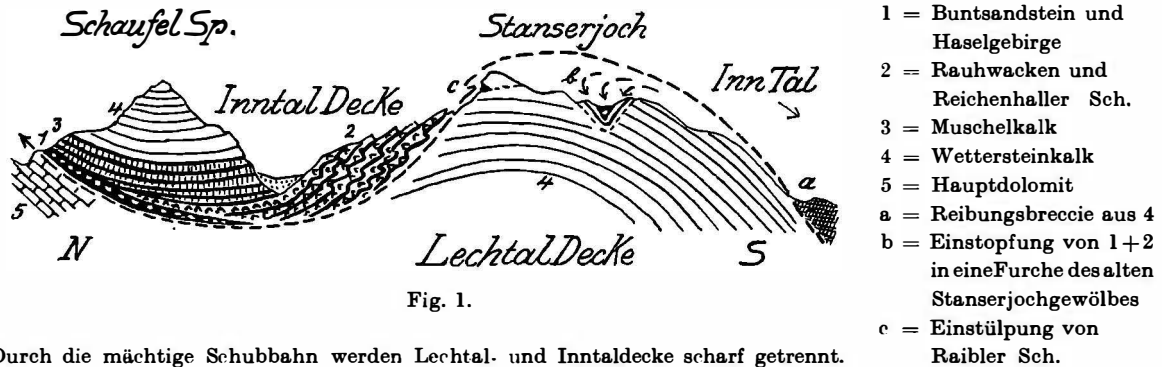 Schaufel Sp.
Stanserjoch
Inntal Decke
Inn Tal
c
b
4
1
3
2
a
5
4
N
Lechtal Decke
S
Fig. 1.
1 = Buntsandstein und
Haselgebirge
2 = Rauhwacken und
Reichenhaller Sch.
3 = Muschelkalk
4 = Wettersteinkalk
5 = Hauptdolomit
a = Reibungsbreccie aus 4
b = Einstopfung von 1+2
in eine Furche des alten
Stanserjochgewölbes
c = Einstülpung von
Raibler Sch.
Durch die mächtige Schubbahn werden Lechtal- und Inntaldecke scharf getrennt.